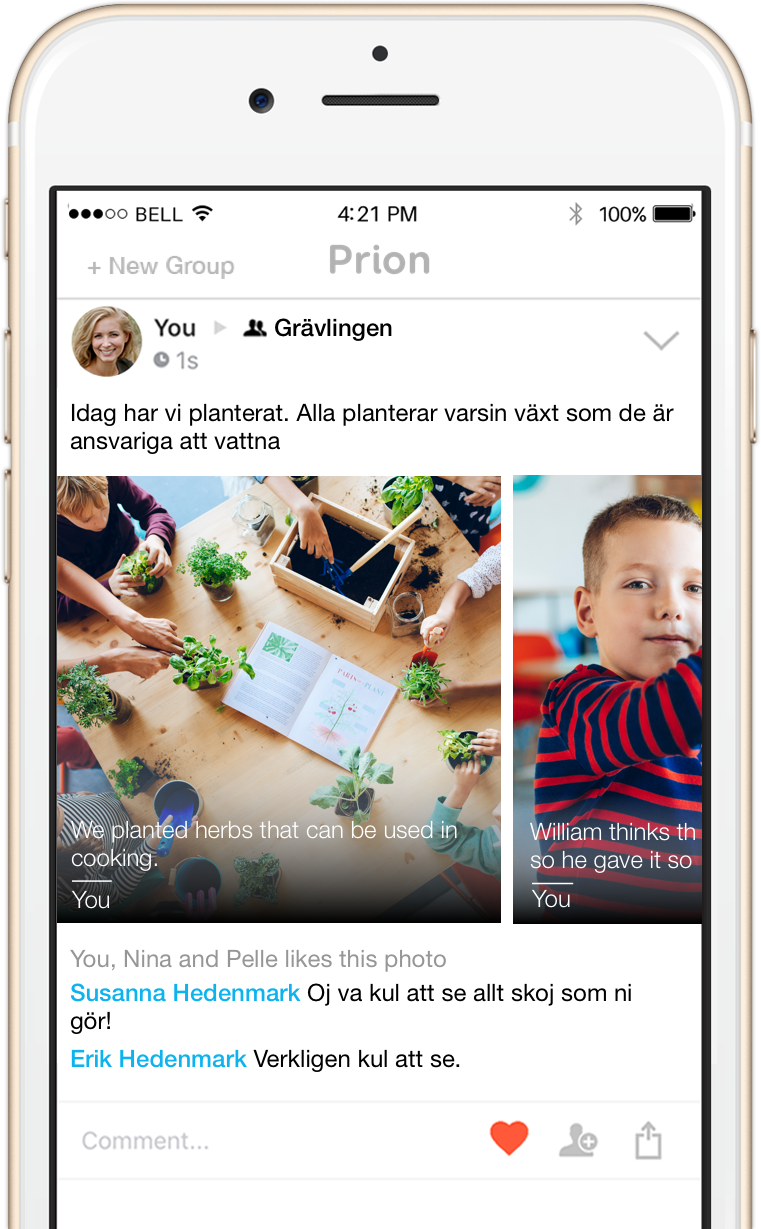 BELL 4:21 PM 100%
+ New Group Prion
You Grävlingen
1s
Idag har vi planterat. Alla planterar varsin växt som de är
ansvariga att vattna
PARTS of a PLANT
We planted herbs that can be used in
cooking.
You
William thinks th
so he gave it so
You
You, Nina and Pelle likes this photo
Susanna Hedenmark Oj va kul att se allt skoj som ni
gör!
Erik Hedenmark Verkligen kul att se.
Comment...